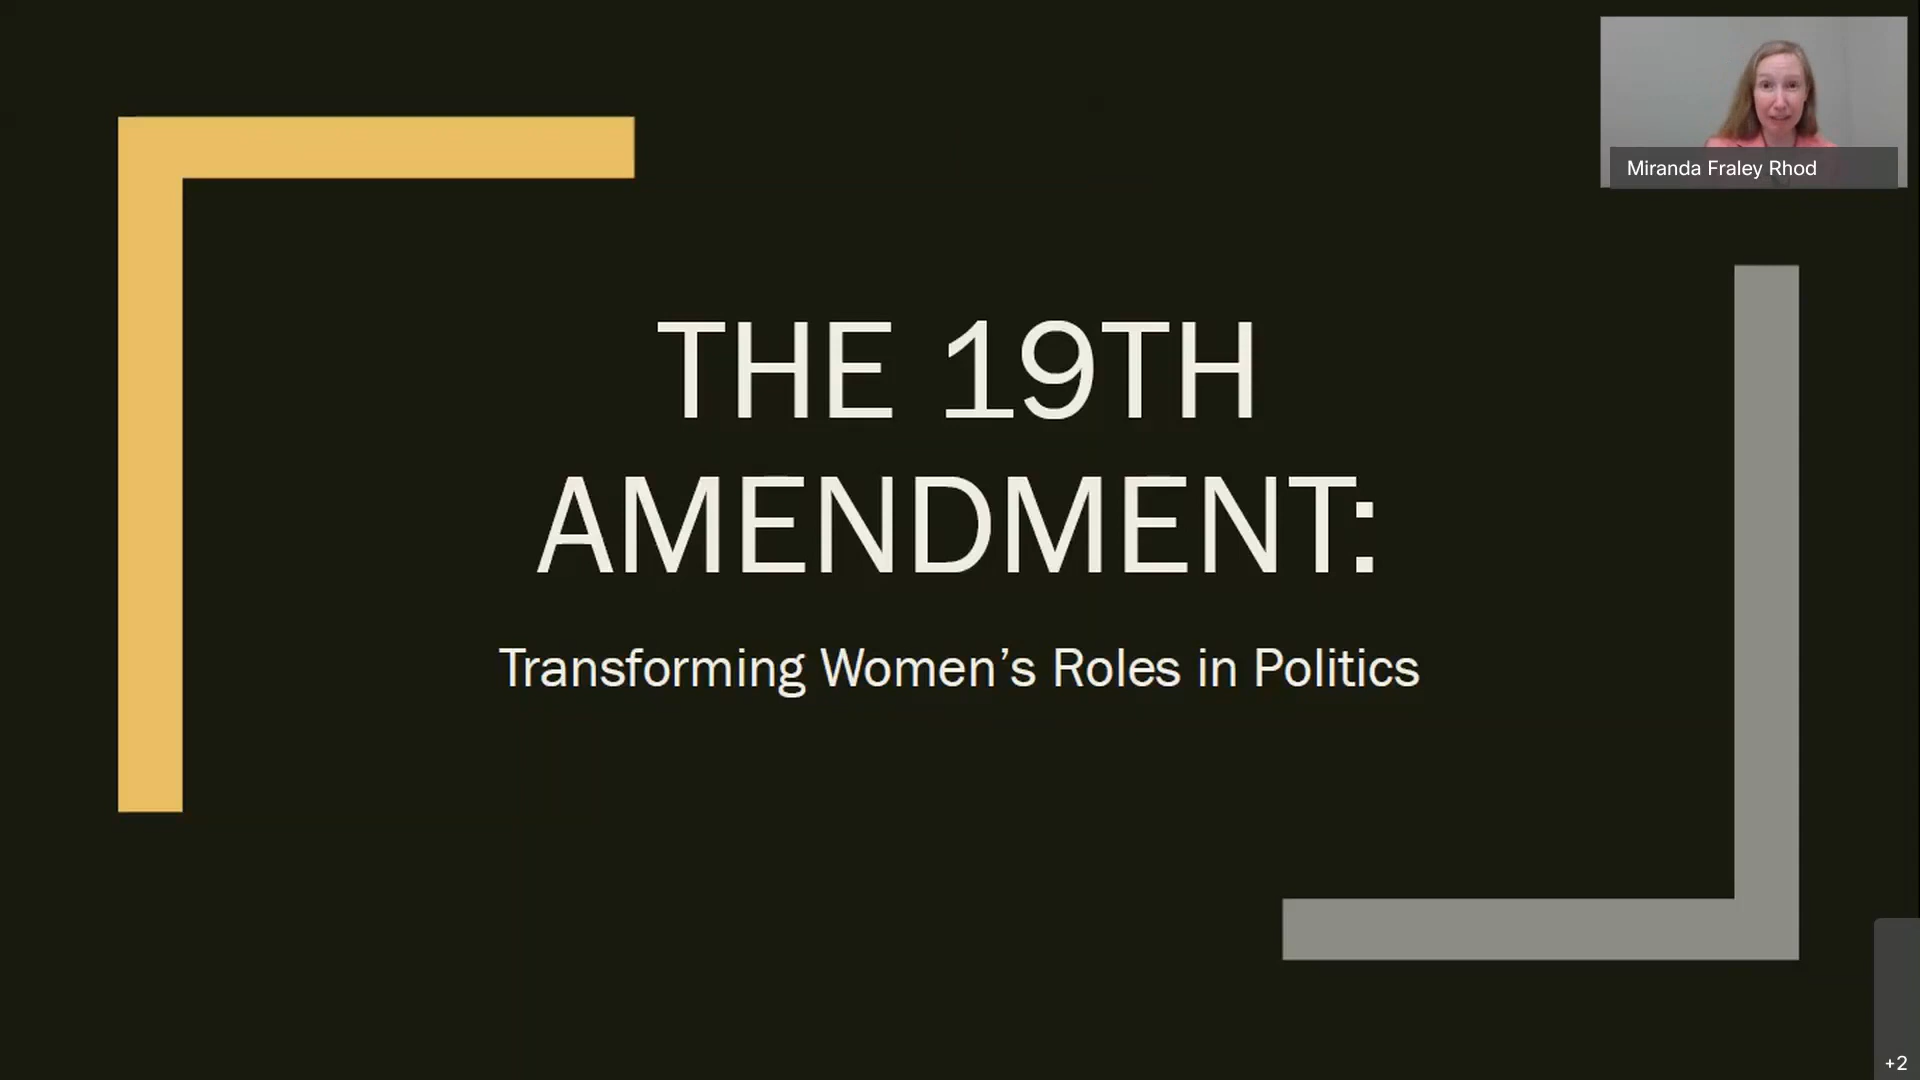 Miranda Fraley Rhod
THE 19TH
AMENDMENT:
Transforming Women’s Roles in Politics
+2